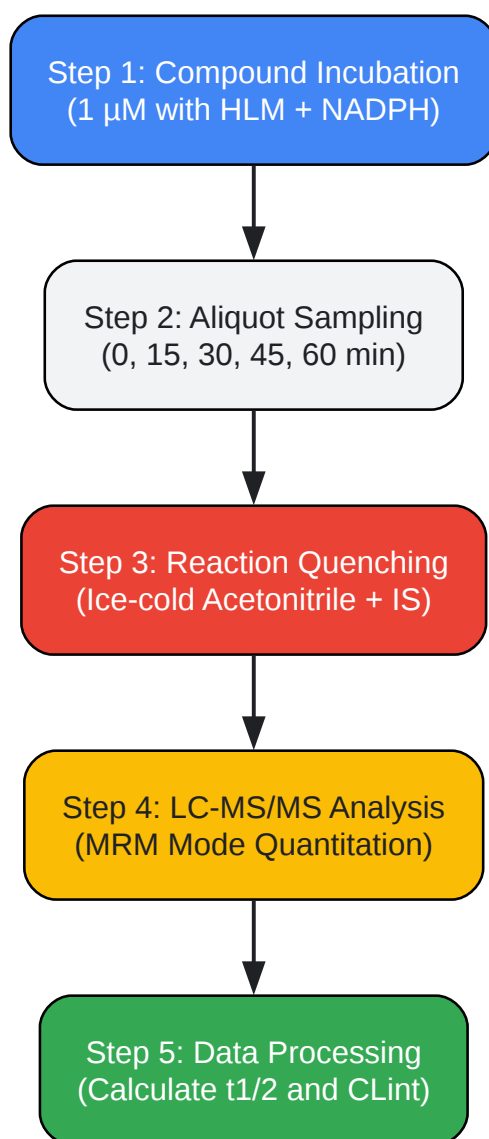 Step 1: Compound Incubation
(1 µM with HLM + NADPH)
Step 2: Aliquot Sampling
(0, 15, 30, 45, 60 min)
Step 3: Reaction Quenching
(Ice-cold Acetonitrile + IS)
Step 4: LC-MS/MS Analysis
(MRM Mode Quantitation)
Step 5: Data Processing
(Calculate t1/2 and CLint)